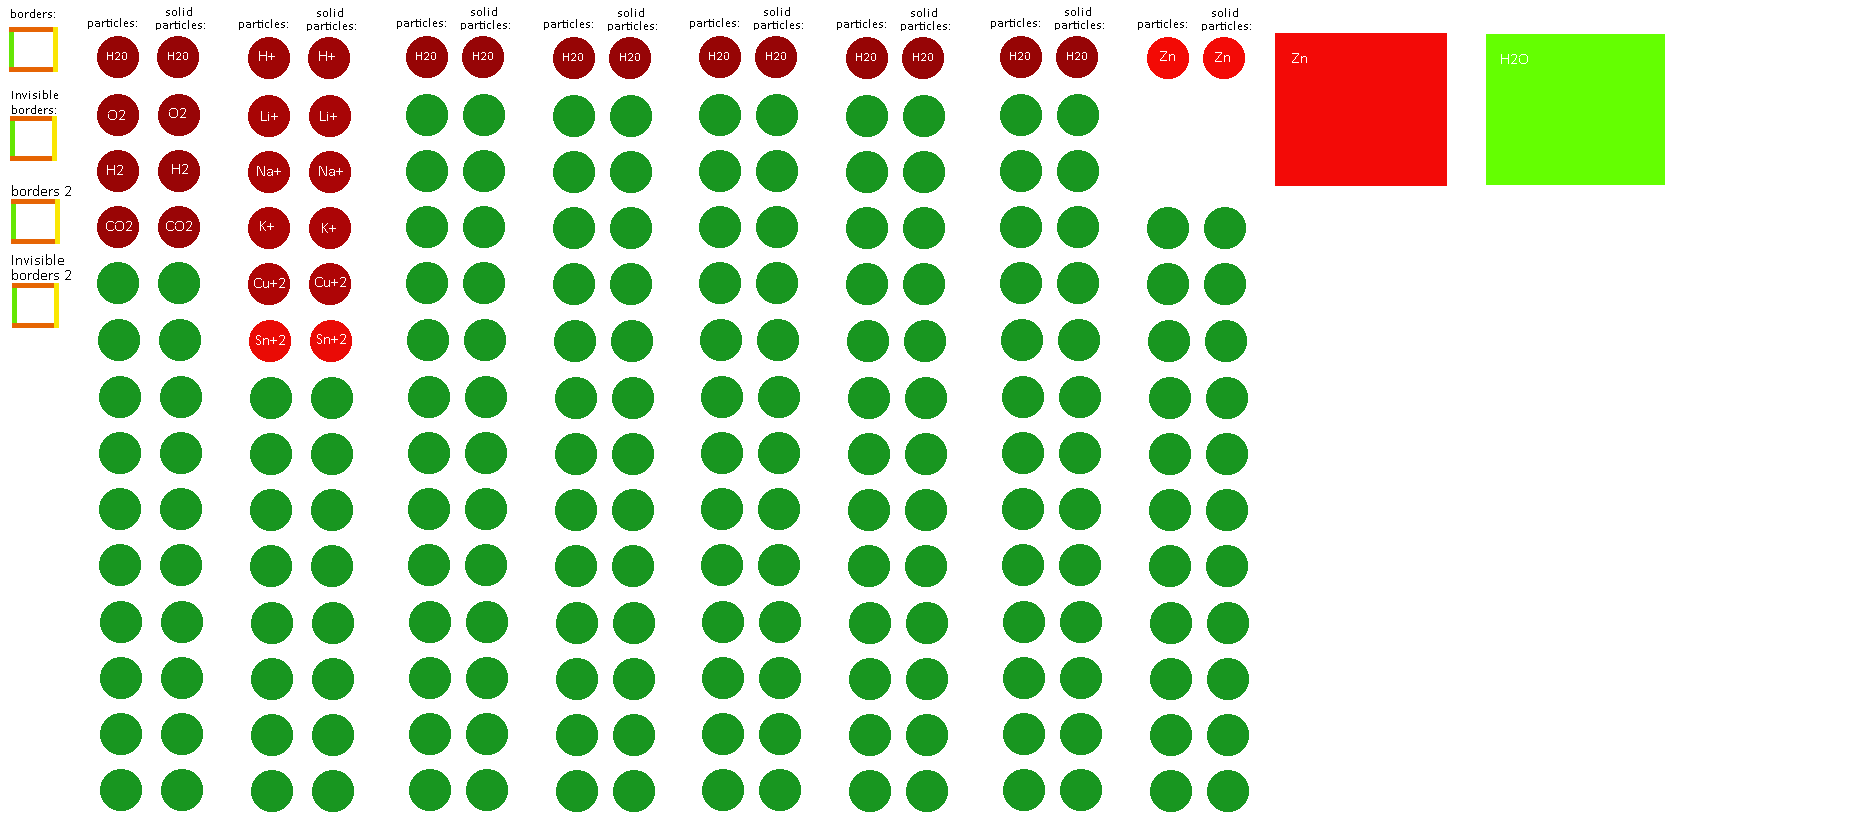 borders:
Invisible
borders:
borders 2
Invisible
borders 2
particles:
solid
particles:
H20
H20
O2
O2
H2
H2
CO2
CO2
particles:
solid
particles:
H+
H+
Li+
Li+
Na+
Na+
K+
K+
Cu+2
Cu+2
Sn+2
Sn+2
particles:
solid
particles:
H20
H20
particles:
solid
particles:
H20
H20
particles:
solid
particles:
H20
H20
particles:
solid
particles:
H20
H20
particles:
solid
particles:
H20
H20
particles:
solid
particles:
Zn
Zn
Zn
H2O